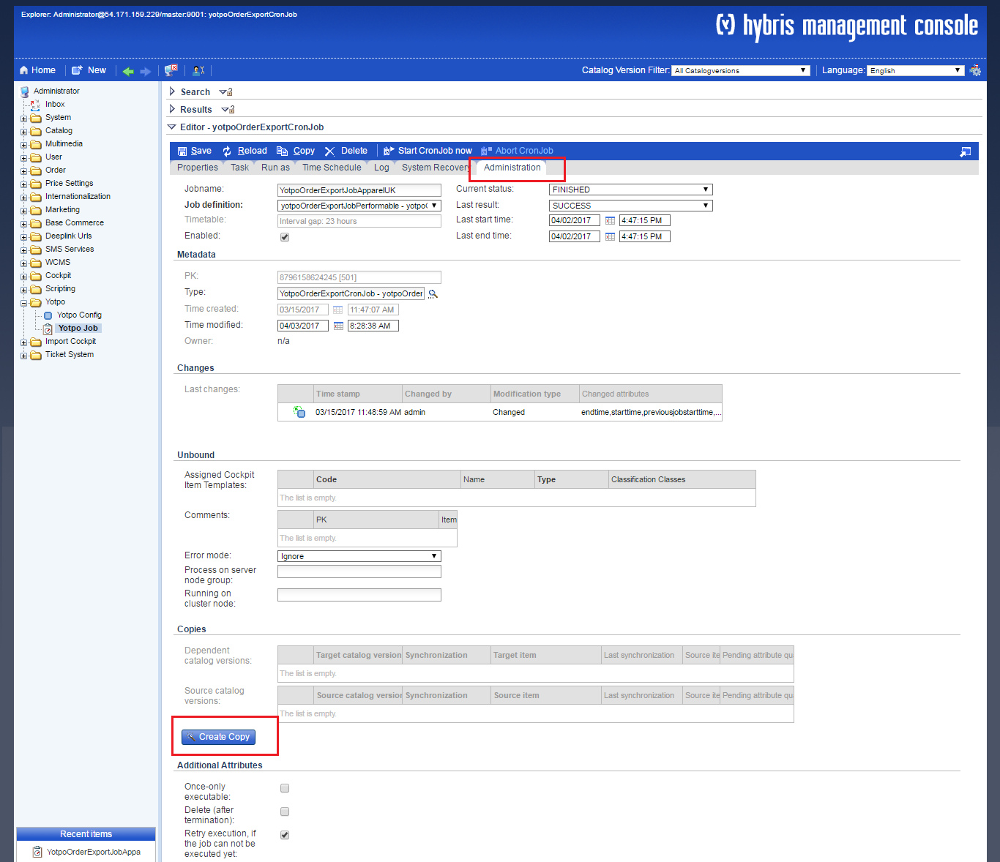 Explorer: Administrator@54.171.159.229/master:9001: yotpoOrderExportCronJob
(y) hybris management console
Home New Catalog Version Filter: All Catalogversions Language: English
Administrator
Inbox
System
Catalog
Multimedia
User
Order
Price Settings
Internationalization
Marketing
Base Commerce
Deeplink Urls
SMS Services
WCMS
Cockpit
Scripting
Yotpo
Yotpo Config
Yotpo Job
Import Cockpit
Ticket System
Recent items
YotpoOrderExportJobAppa
Search
Results
Editor - yotpoOrderExportCronJob
Save Reload Copy Delete Start CronJob now Abort CronJob
Properties Task Run as Time Schedule Log System Recovery Administration
Jobname: YotpoOrderExportJobApparelUK Current status: FINISHED
Job definition: yotpoOrderExportJobPerformable - yotpo( Last result: SUCCESS
Timetable: Interval gap: 23 hours Last start time: 04/02/2017 4:47:15 PM
Enabled: Last end time: 04/02/2017 4:47:15 PM
Metadata
PK: 8796158624245 [501]
Type: YotpoOrderExportCronJob - yotpoOrder
Time created: 03/15/2017 11:47:07 AM
Time modified: 04/03/2017 8:28:38 AM
Owner: n/a
Changes
Last changes: Time stamp Changed by Modification type Changed attributes
03/15/2017 11:48:59 AM admin Changed endtime,starttime,previousjobstarttime,...
Unbound
Assigned Cockpit
Item Templates: Code Name Type Classification Classes
The list is empty.
Comments: PK Item
The list is empty.
Error mode: Ignore
Process on server
node group:
Running on
cluster node:
Copies
Dependent
catalog versions: Target catalog version Synchronization Target item Last synchronization Source ite Pending attribute qu
The list is empty.
Source catalog
versions: Source catalog version Synchronization Source item Last synchronization Source ite Pending attribute qu
The list is empty.
Create Copy
Additional Attributes
Once-only
executable:
Delete (after
termination):
Retry execution, if
the job can not be
executed yet: